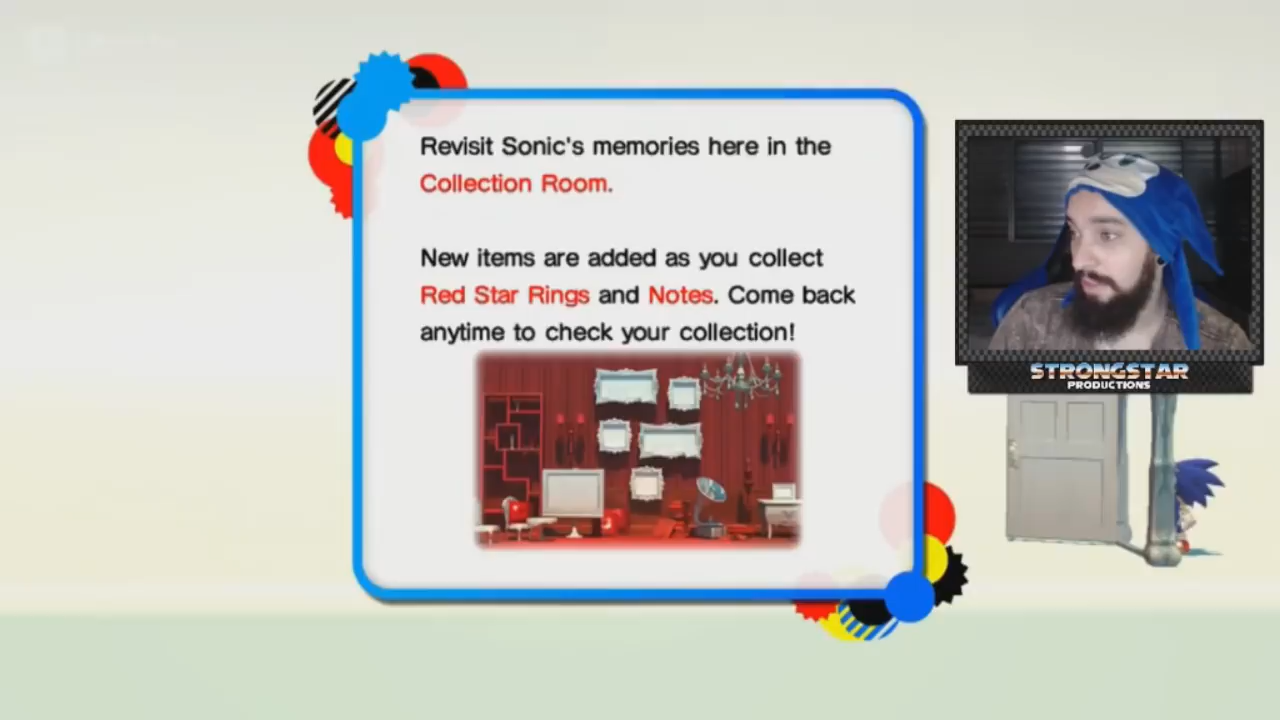 Revisit Sonic's memories here in the
Collection Room.
New items are added as you collect
Red Star Rings and Notes. Come back
anytime to check your collection!
STRONGSTAR
PRODUCTIONS